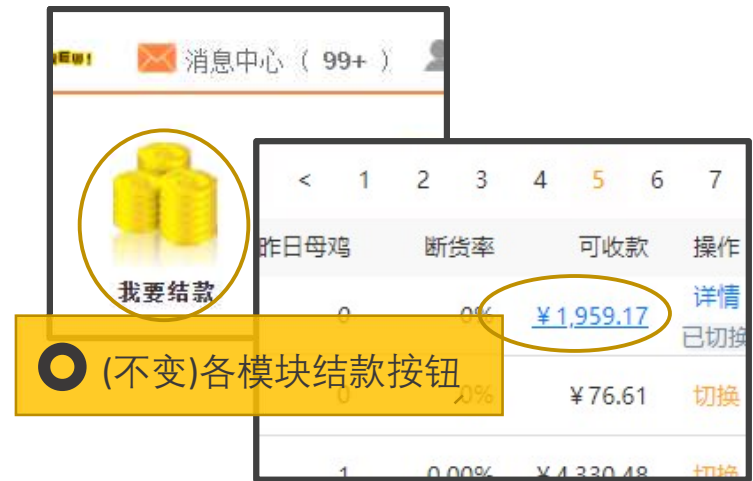 NEW! 消息中心（ 99+ ）
我要结款
< 1 2 3 4 5 6 7
昨日母鸡 断货率 可收款 操作
0 0% ¥1,959.17 详情
已切换
(不变)各模块结款按钮
0 0% ¥76.61 切换
1 0.00% ¥4,330.48 切换